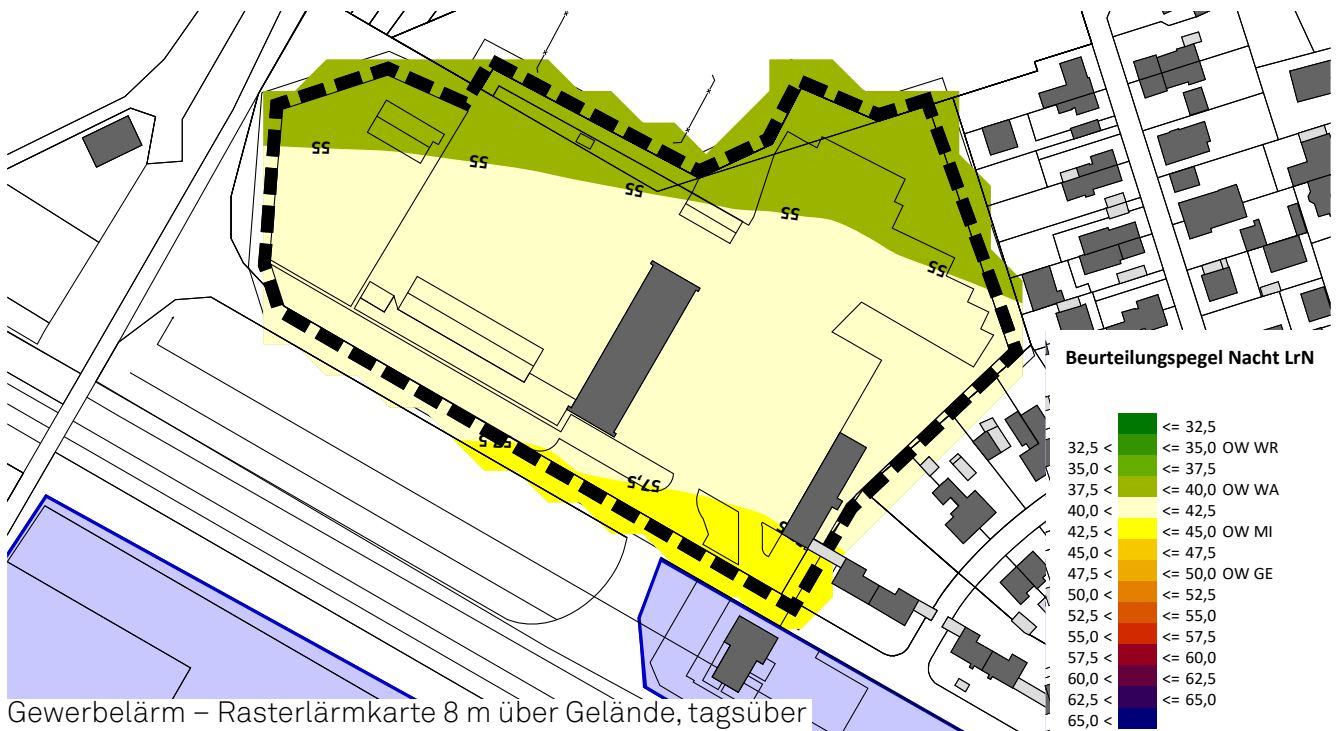 55
55
55
55
55
57,5
57,5
Beurteilungspegel Nacht LrN
<= 32,5
32,5 < <= 35,0 OW WR
35,0 < <= 37,5
37,5 < <= 40,0 OW WA
40,0 < <= 42,5
42,5 < <= 45,0 OW MI
45,0 < <= 47,5
47,5 < <= 50,0 OW GE
50,0 < <= 52,5
52,5 < <= 55,0
55,0 < <= 57,5
57,5 < <= 60,0
60,0 < <= 62,5
62,5 < <= 65,0
65,0 <
Gewerbelärm – Rasterlärmkarte 8 m über Gelände, tagsüber